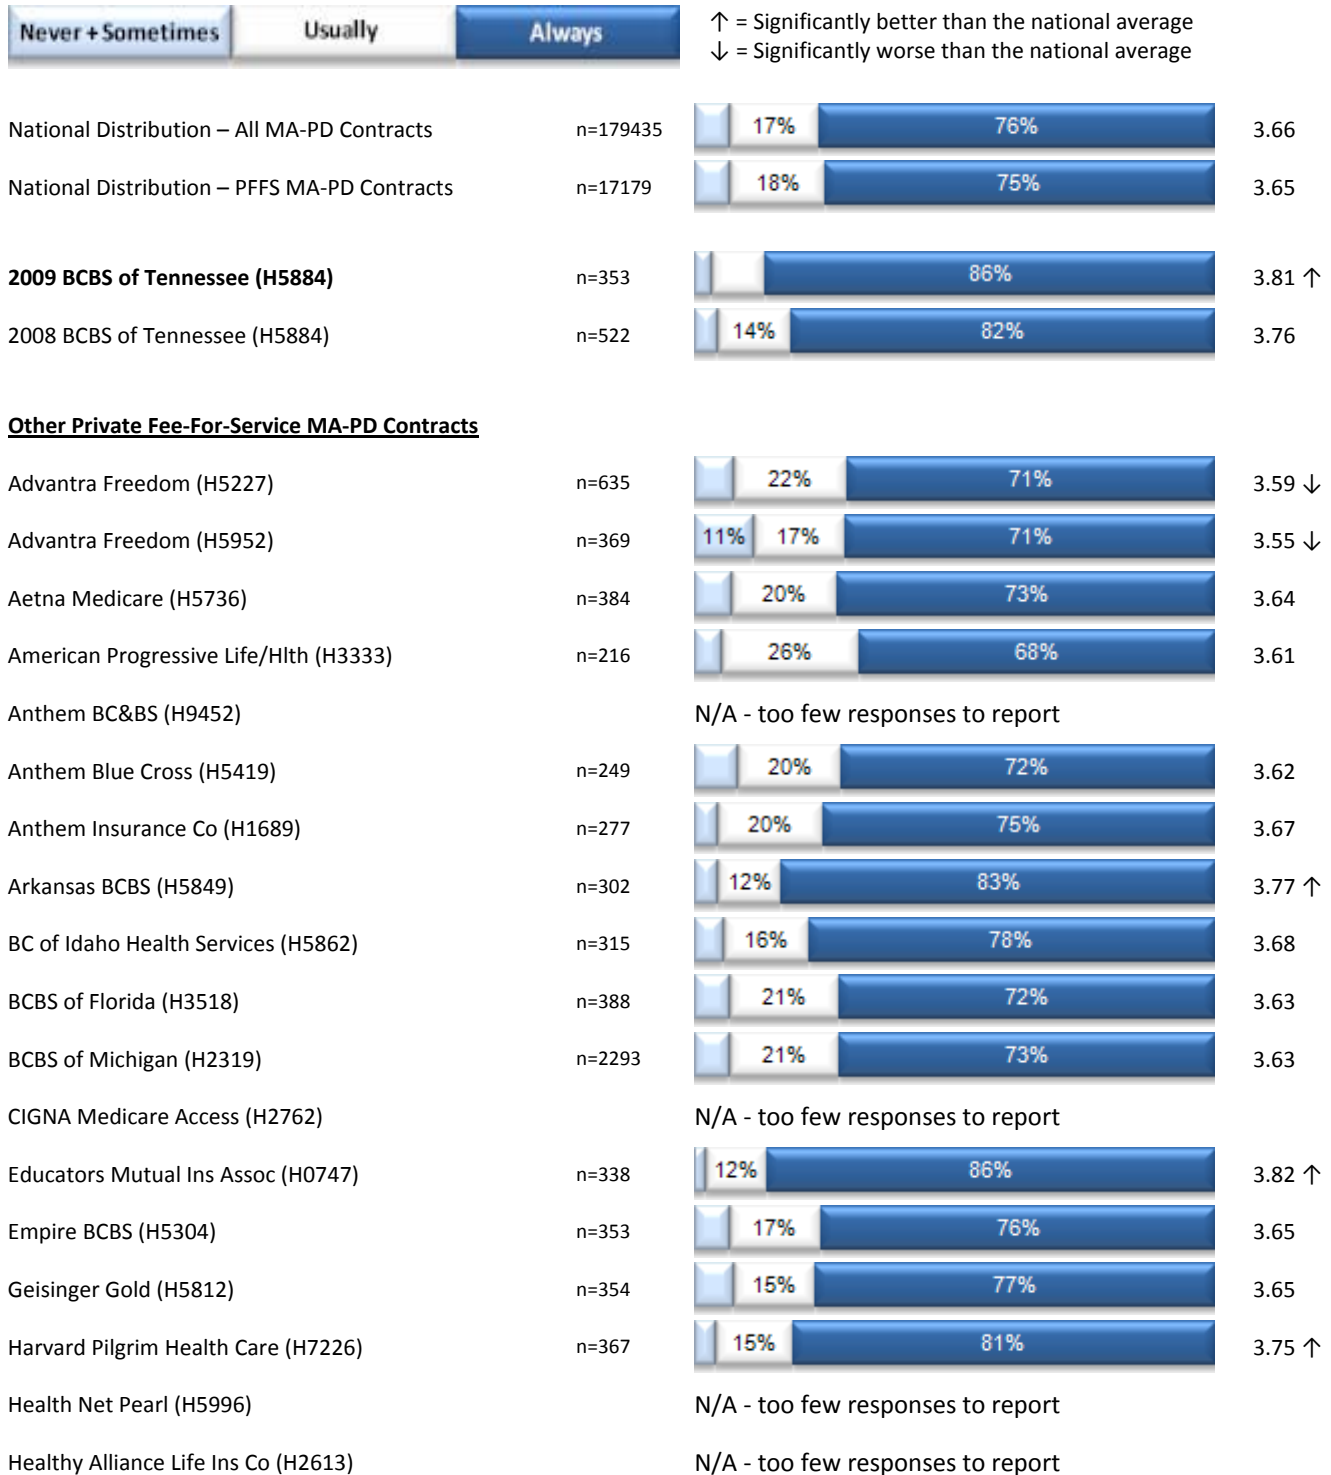 Never + Sometimes Usually Always
↑ = Significantly better than the national average
↓ = Significantly worse than the national average
National Distribution – All MA-PD Contracts n=179435 17% 76% 3.66
National Distribution – PFFS MA-PD Contracts n=17179 18% 75% 3.65
2009 BCBS of Tennessee (H5884) n=353 86% 3.81 ↑
2008 BCBS of Tennessee (H5884) n=522 14% 82% 3.76
Other Private Fee-For-Service MA-PD Contracts
Advantra Freedom (H5227) n=635 22% 71% 3.59 ↓
Advantra Freedom (H5952) n=369 11% 17% 71% 3.55 ↓
Aetna Medicare (H5736) n=384 20% 73% 3.64
American Progressive Life/Hlth (H3333) n=216 26% 68% 3.61
Anthem BC&BS (H9452) N/A - too few responses to report
Anthem Blue Cross (H5419) n=249 20% 72% 3.62
Anthem Insurance Co (H1689) n=277 20% 75% 3.67
Arkansas BCBS (H5849) n=302 12% 83% 3.77 ↑
BC of Idaho Health Services (H5862) n=315 16% 78% 3.68
BCBS of Florida (H3518) n=388 21% 72% 3.63
BCBS of Michigan (H2319) n=2293 21% 73% 3.63
CIGNA Medicare Access (H2762) N/A - too few responses to report
Educators Mutual Ins Assoc (H0747) n=338 12% 86% 3.82 ↑
Empire BCBS (H5304) n=353 17% 76% 3.65
Geisinger Gold (H5812) n=354 15% 77% 3.65
Harvard Pilgrim Health Care (H7226) n=367 15% 81% 3.75 ↑
Health Net Pearl (H5996) N/A - too few responses to report
Healthy Alliance Life Ins Co (H2613) N/A - too few responses to report